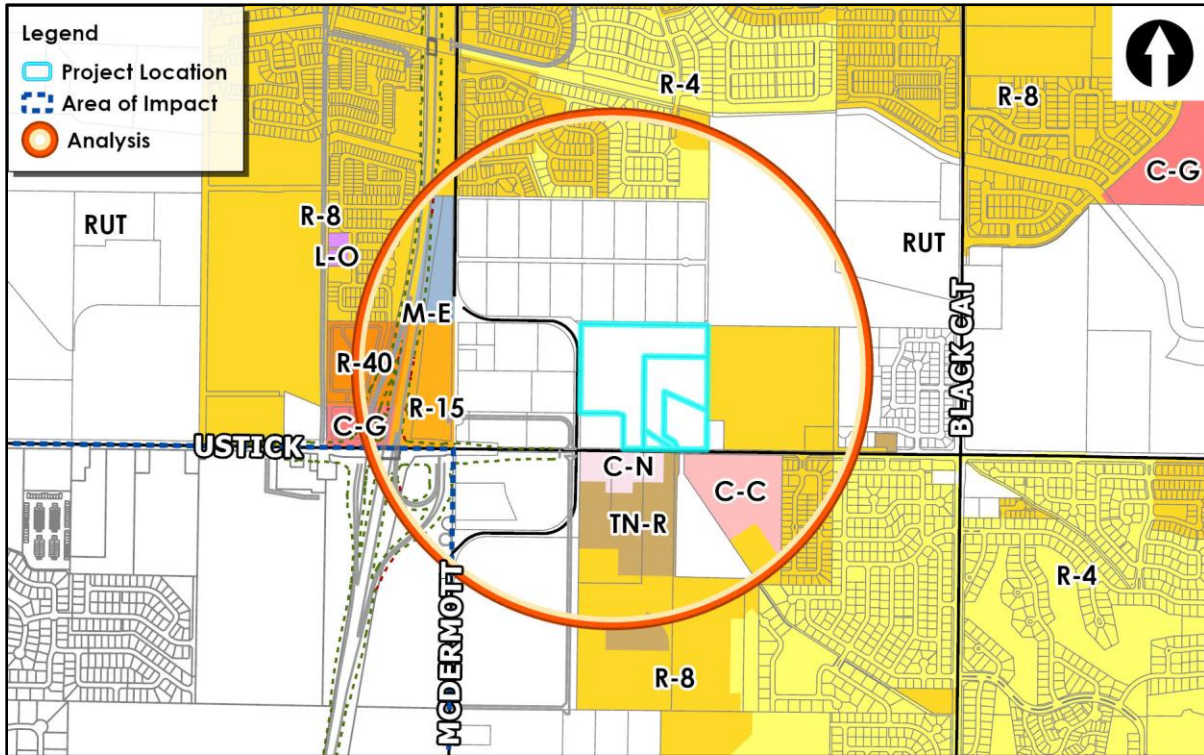 Legend
Project Location
Area of Impact
Analysis
R-4
R-8
C-G
RUT
R-8
L-O
RUT
M-E
R-40
R-15
C-G
USTICK
BLACK CAT
C-N
C-C
TN-R
R-4
MCDERMOTT
R-8